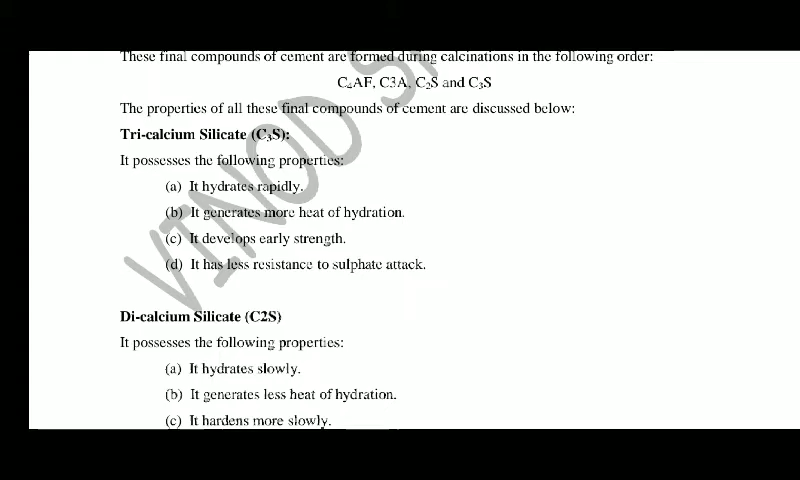 These final compounds of cement are formed during calcinations in the following order:
C₄AF, C3A, C₂S and C₃S
The properties of all these final compounds of cement are discussed below:
Tri-calcium Silicate (C₃S):
It possesses the following properties:
(a) It hydrates rapidly.
(b) It generates more heat of hydration.
(c) It develops early strength.
(d) It has less resistance to sulphate attack.
Di-calcium Silicate (C2S)
It possesses the following properties:
(a) It hydrates slowly.
(b) It generates less heat of hydration.
(c) It hardens more slowly.
VINOD